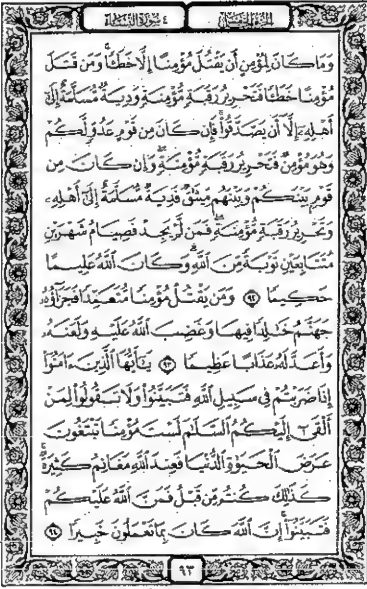 الجزء الخامس
٤ سورة النساء
وَمَا كَانَ لِمُؤْمِنٍ أَن يَقْتُلَ مُؤْمِنًا إِلَّا خَطَـًٔا وَمَن قَتَلَ
مُؤْمِنًا خَطَـًٔا فَتَحْرِيرُ رَقَبَةٍ مُّؤْمِنَةٍ وَدِيَةٌ مُّسَلَّمَةٌ إِلَىٰٓ
أَهْلِهِۦٓ إِلَّآ أَن يَصَّدَّقُوا۟ فَإِن كَانَ مِن قَوْمٍ عَدُوٍّ لَّكُمْ
وَهُوَ مُؤْمِنٌ فَتَحْرِيرُ رَقَبَةٍ مُّؤْمِنَةٍ وَإِن كَانَ مِن
قَوْمٍۭ بَيْنَكُمْ وَبَيْنَهُم مِّيثَـٰقٌ فَدِيَةٌ مُّسَلَّمَةٌ إِلَىٰٓ أَهْلِهِۦ
وَتَحْرِيرُ رَقَبَةٍ مُّؤْمِنَةٍ فَمَن لَّمْ يَجِدْ فَصِيَامُ شَهْرَيْنِ
مُتَتَابِعَيْنِ تَوْبَةً مِّنَ ٱللَّهِ وَكَانَ ٱللَّهُ عَلِيمًا
حَكِيمًا ٩٢ وَمَن يَقْتُلْ مُؤْمِنًا مُّتَعَمِّدًا فَجَزَآؤُهُۥ
جَهَنَّمُ خَـٰلِدًا فِيهَا وَغَضِبَ ٱللَّهُ عَلَيْهِ وَلَعَنَهُۥ
وَأَعَدَّ لَهُۥ عَذَابًا عَظِيمًا ٩٣ يَـٰٓأَيُّهَا ٱلَّذِينَ ءَامَنُوٓا۟
إِذَا ضَرَبْتُمْ فِى سَبِيلِ ٱللَّهِ فَتَبَيَّنُوا۟ وَلَا تَقُولُوا۟ لِمَنْ
أَلْقَىٰٓ إِلَيْكُمُ ٱلسَّلَـٰمَ لَسْتَ مُؤْمِنًا تَبْتَغُونَ
عَرَضَ ٱلْحَيَوٰةِ ٱلدُّنْيَا فَعِندَ ٱللَّهِ مَغَانِمُ كَثِيرَةٌ
كَذَٰلِكَ كُنتُم مِّن قَبْلُ فَمَنَّ ٱللَّهُ عَلَيْكُمْ
فَتَبَيَّنُوٓا۟ إِنَّ ٱللَّهَ كَانَ بِمَا تَعْمَلُونَ خَبِيرًا ٩٤
٩٣